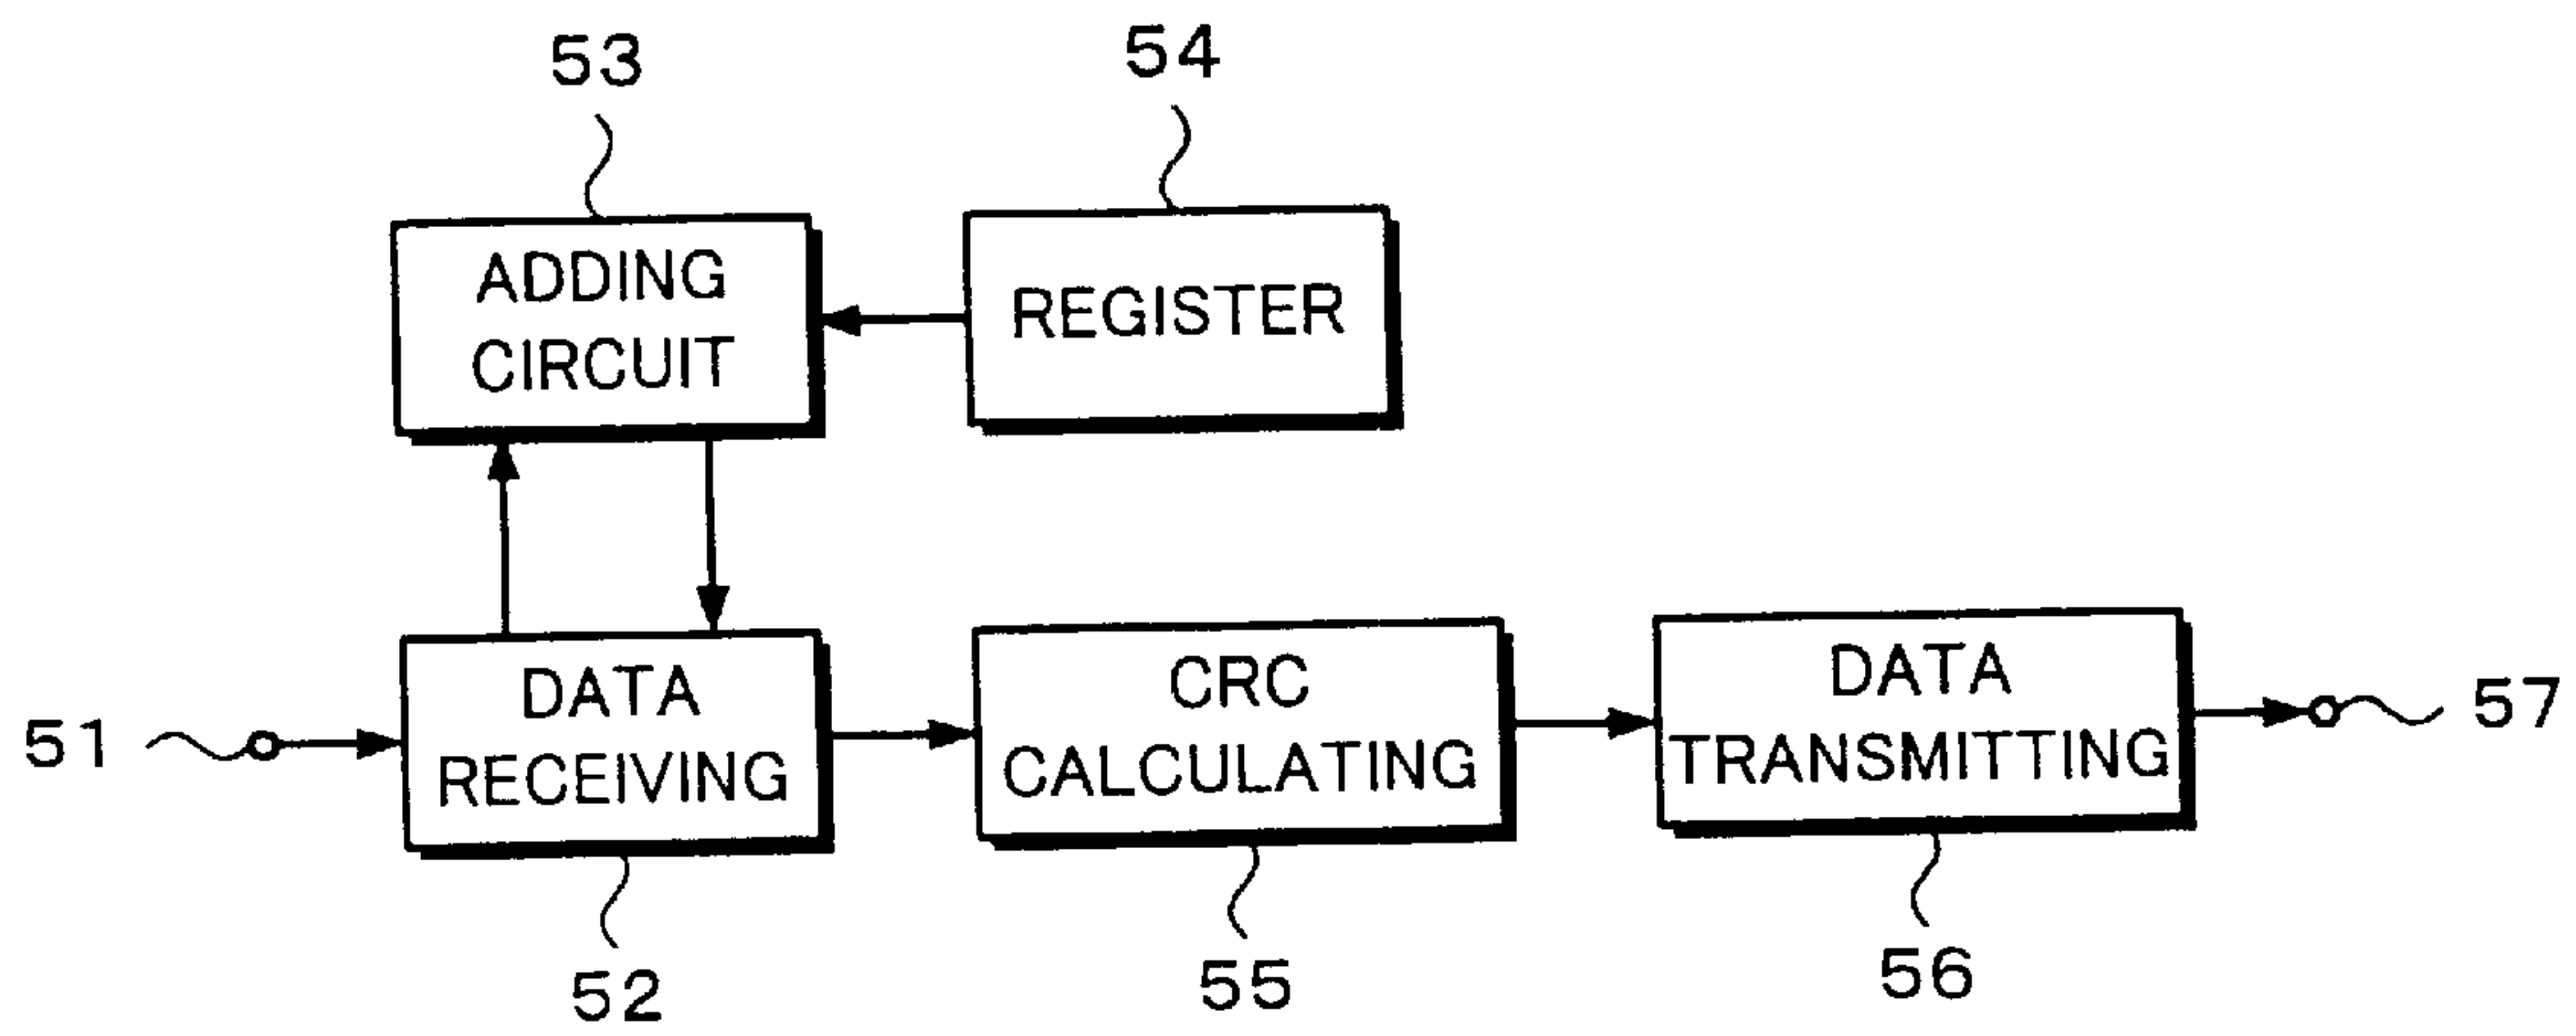 53
54
ADDING
CIRCUIT
REGISTER
51
DATA
RECEIVING
CRC
CALCULATING
DATA
TRANSMITTING
57
52
55
56